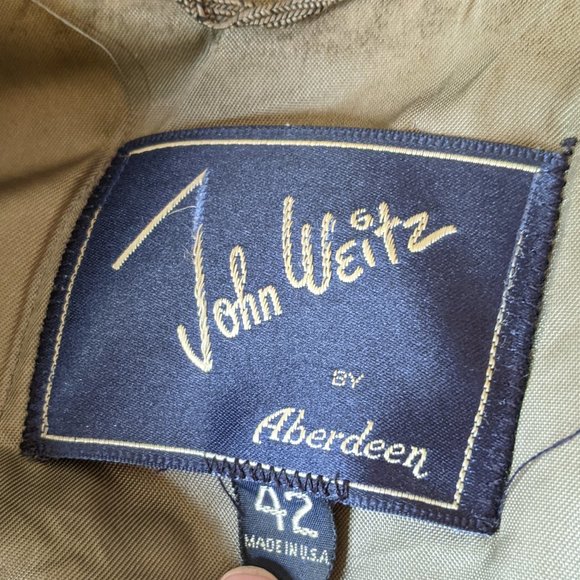 John Weitz
BY
Aberdeen
42
MADE IN U.S.A